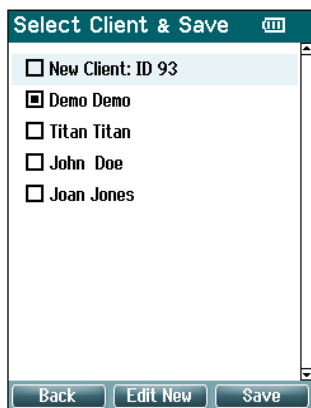 Select Client & Save
New Client: ID 93
Demo Demo
Titan Titan
John Doe
Joan Jones
Back Edit New Save